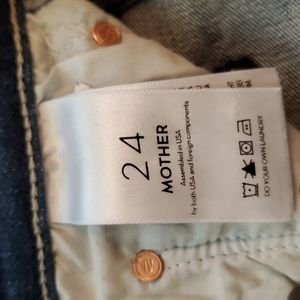 24
MOTHER
Assembled in USA
by both USA and foreign components
DO YOUR OWN LAUNDRY